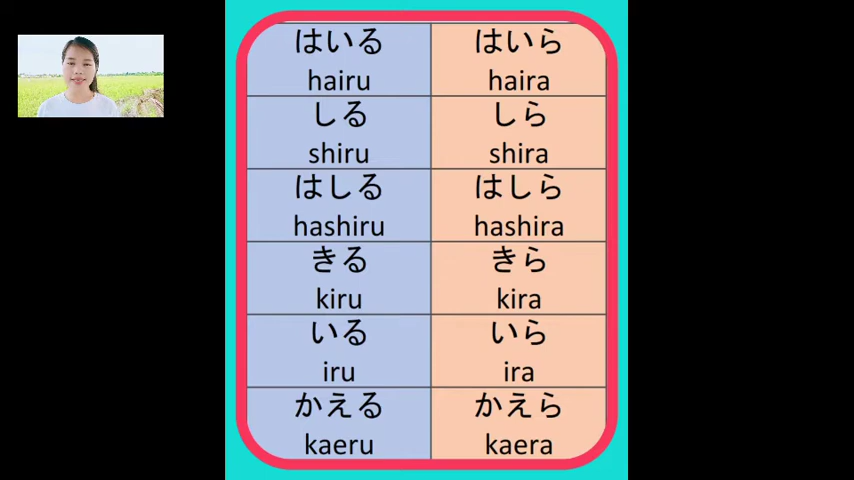 はいる はいら
hairu haira
しる しら
shiru shira
はしる はしら
hashiru hashira
きる きら
kiru kira
いる いら
iru ira
かえる かえら
kaeru kaera